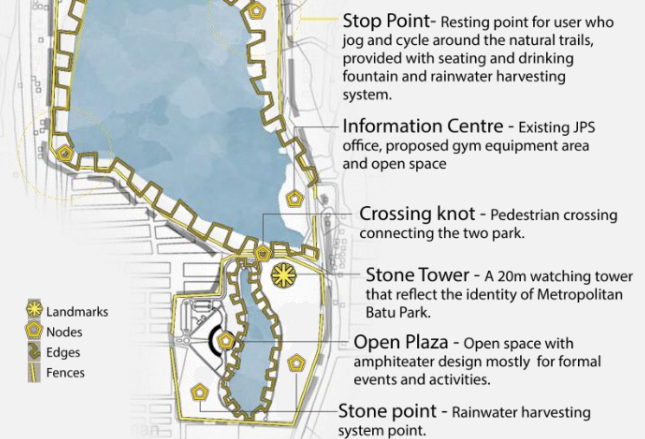 Stop Point- Resting point for user who
jog and cycle around the natural trails,
provided with seating and drinking
fountain and rainwater harvesting
system.
Information Centre - Existing JPS
office, proposed gym equipment area
and open space
Crossing knot - Pedestrian crossing
connecting the two park.
Stone Tower - A 20m watching tower
that reflect the identity of Metropolitan
Batu Park.
Open Plaza - Open space with
amphiteater design mostly for formal
events and activities.
Stone point - Rainwater harvesting
system point.
Landmarks
Nodes
Edges
Fences